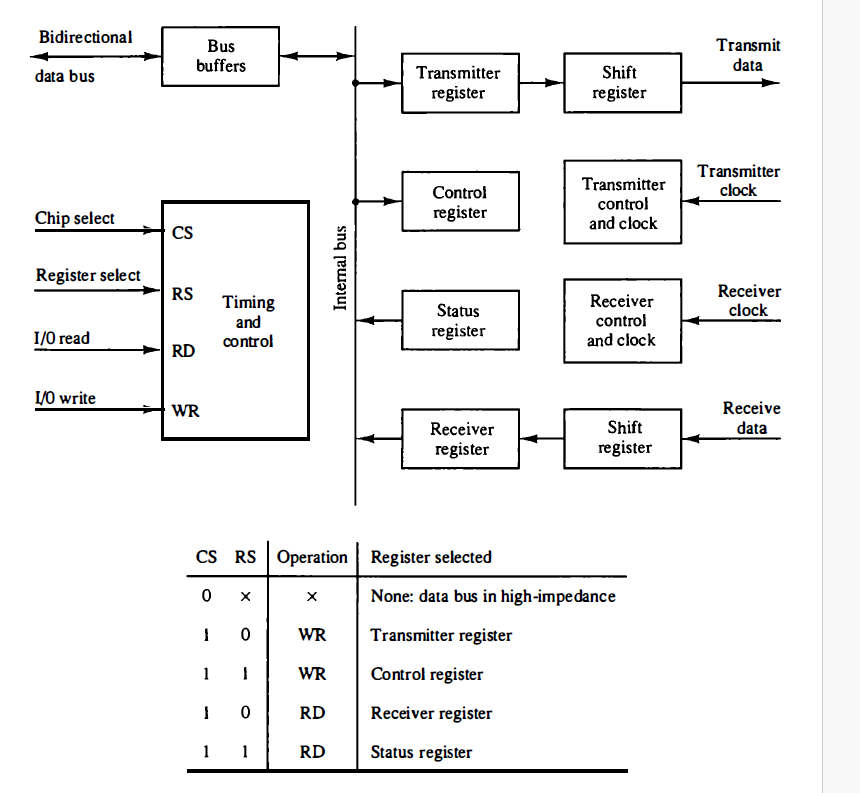 Bidirectional
data bus
Bus
buffers
Transmitter
register
Shift
register
Transmit
data
Control
register
Transmitter
control
and clock
Transmitter
clock
Chip select
CS
Register select
RS
I/O read
RD
I/O write
WR
Timing
and
control
Internal bus
Status
register
Receiver
control
and clock
Receiver
clock
Receiver
register
Shift
register
Receive
data
CS RS Operation Register selected
0 × × None: data bus in high-impedance
1 0 WR Transmitter register
1 1 WR Control register
1 0 RD Receiver register
1 1 RD Status register